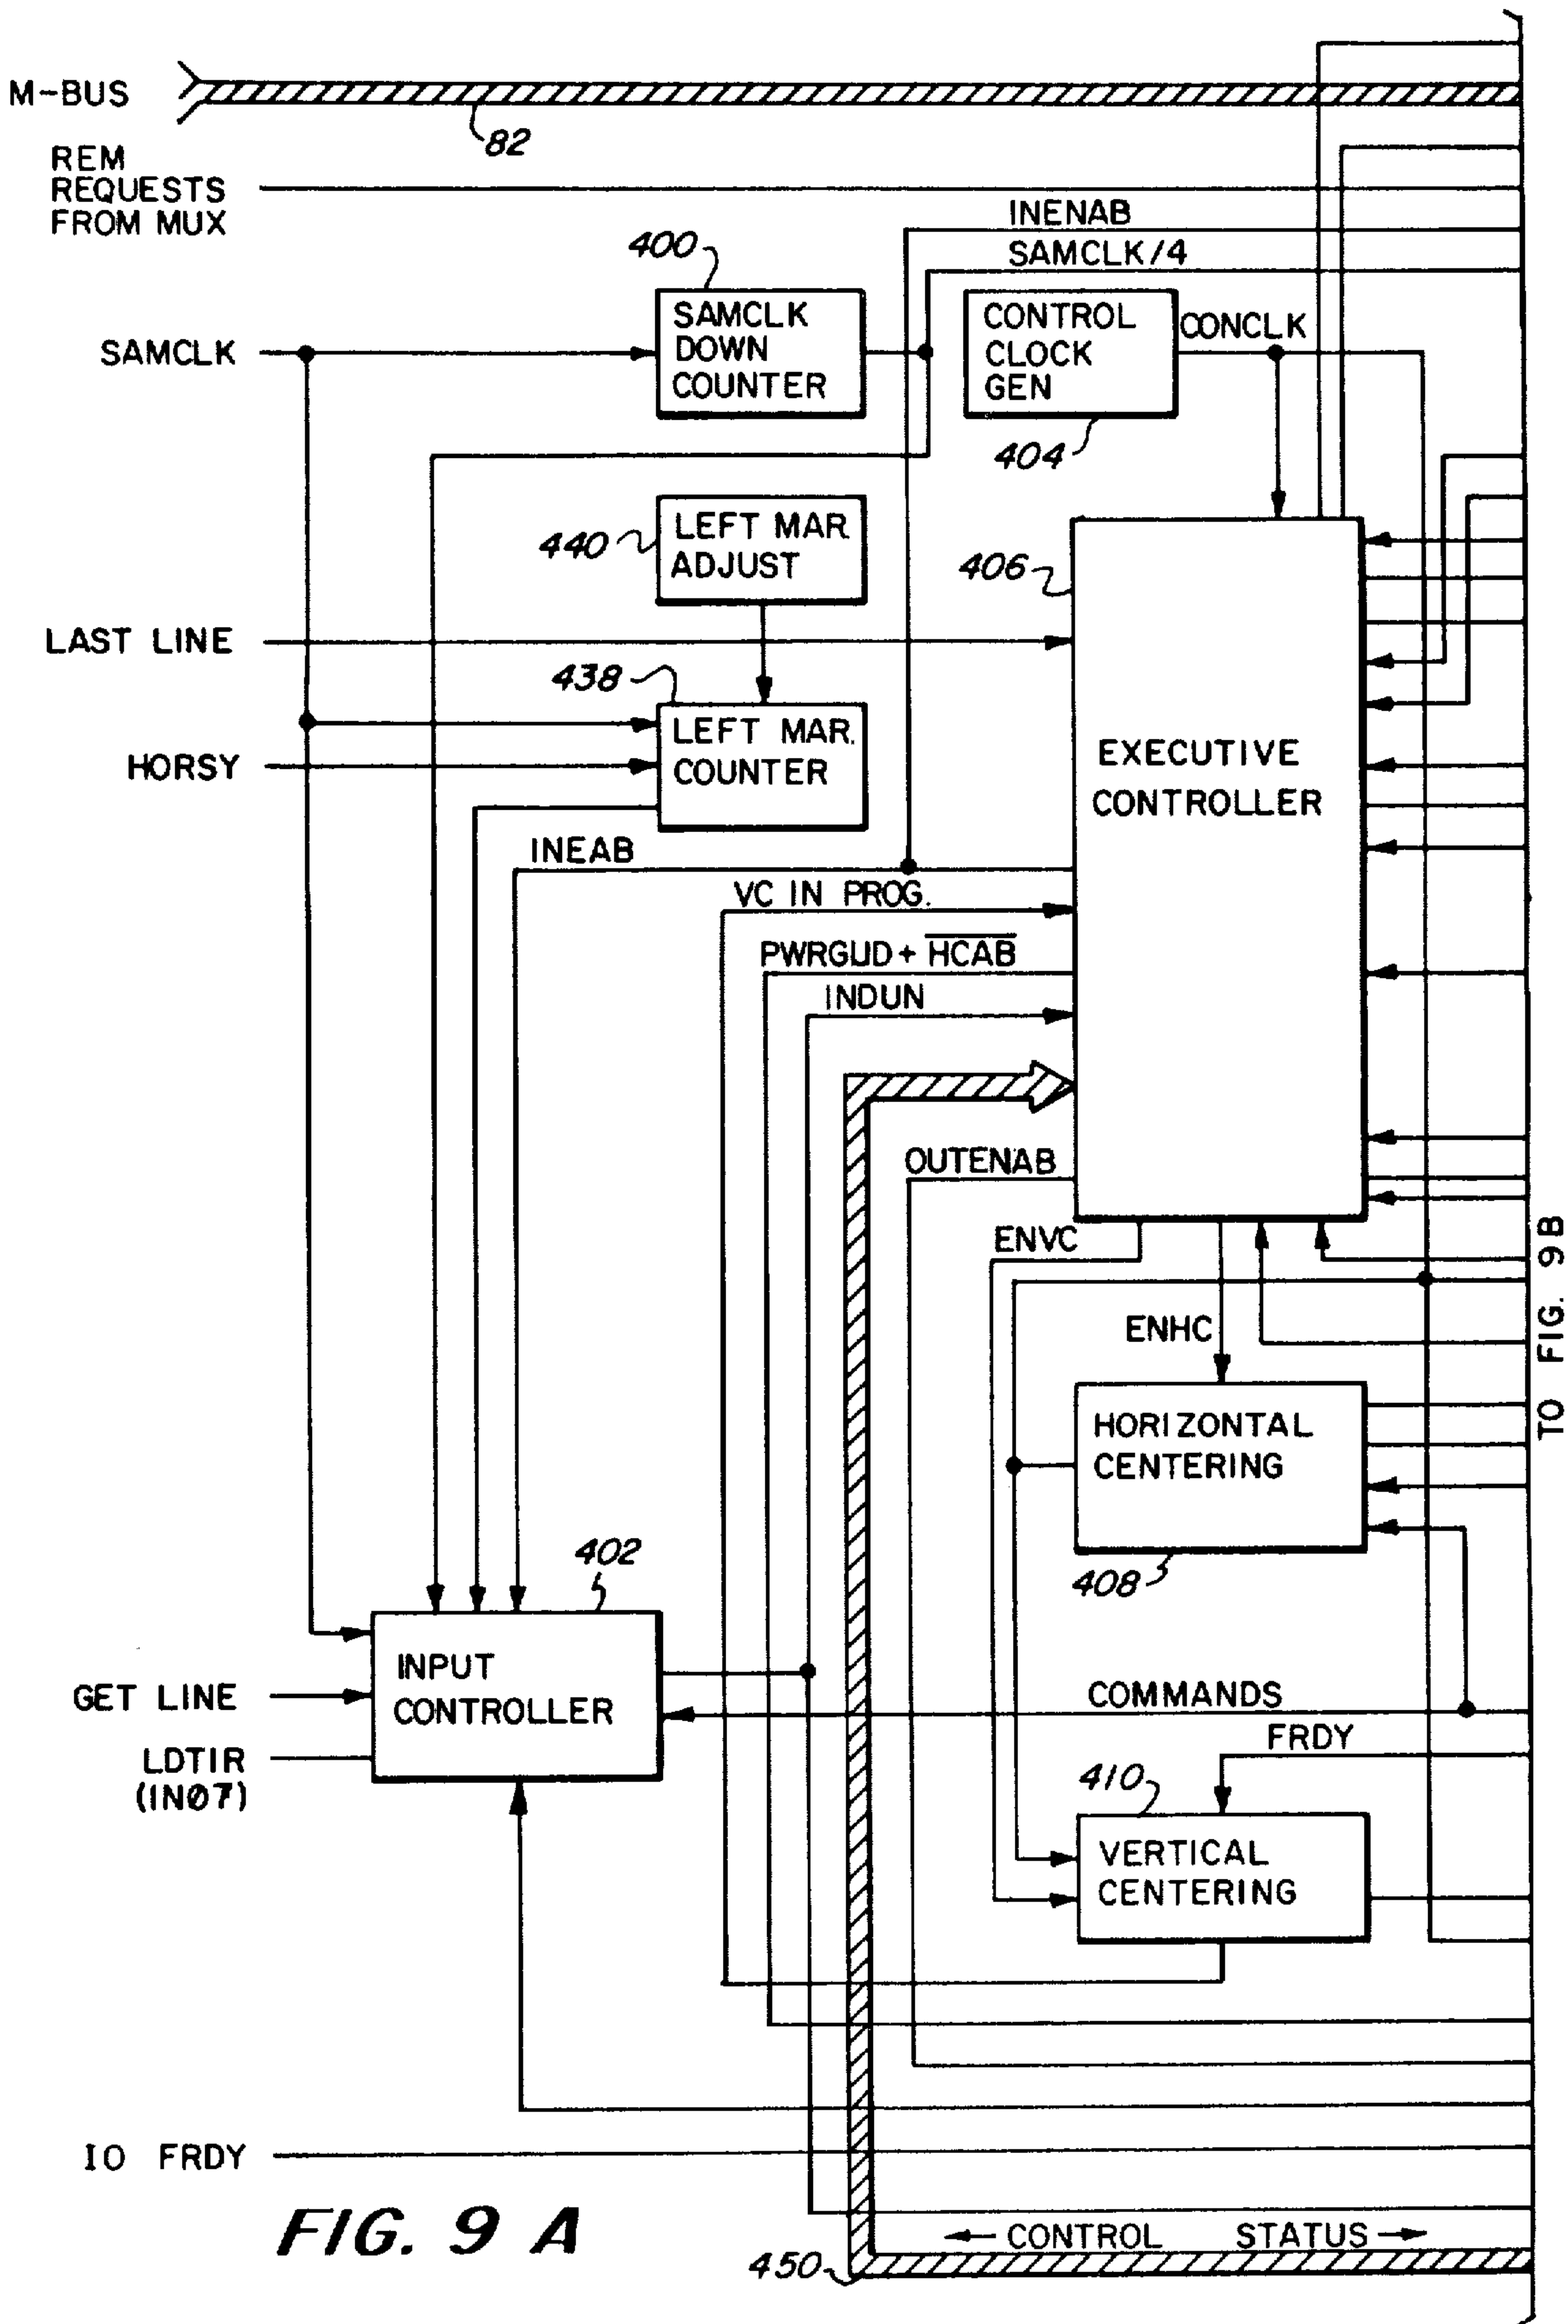 M-BUS
82
REM
REQUESTS
FROM MUX
INENAB
400
SAMCLK/4
SAMCLK
DOWN
COUNTER
CONTROL
CLOCK
GEN
CONCLK
SAMCLK
404
440
LEFT MAR
ADJUST
406
LAST LINE
438
LEFT MAR.
COUNTER
HORSY
EXECUTIVE
CONTROLLER
INEAB
VC IN PROG.
PWRGUD + HCAB
INDUN
OUTENAB
ENVC
ENHC
TO FIG. 9B
HORIZONTAL
CENTERING
408
402
INPUT
CONTROLLER
GET LINE
COMMANDS
FRDY
LDTIR
(INØ7)
410
VERTICAL
CENTERING
IO FRDY
FIG. 9 A
CONTROL STATUS
450